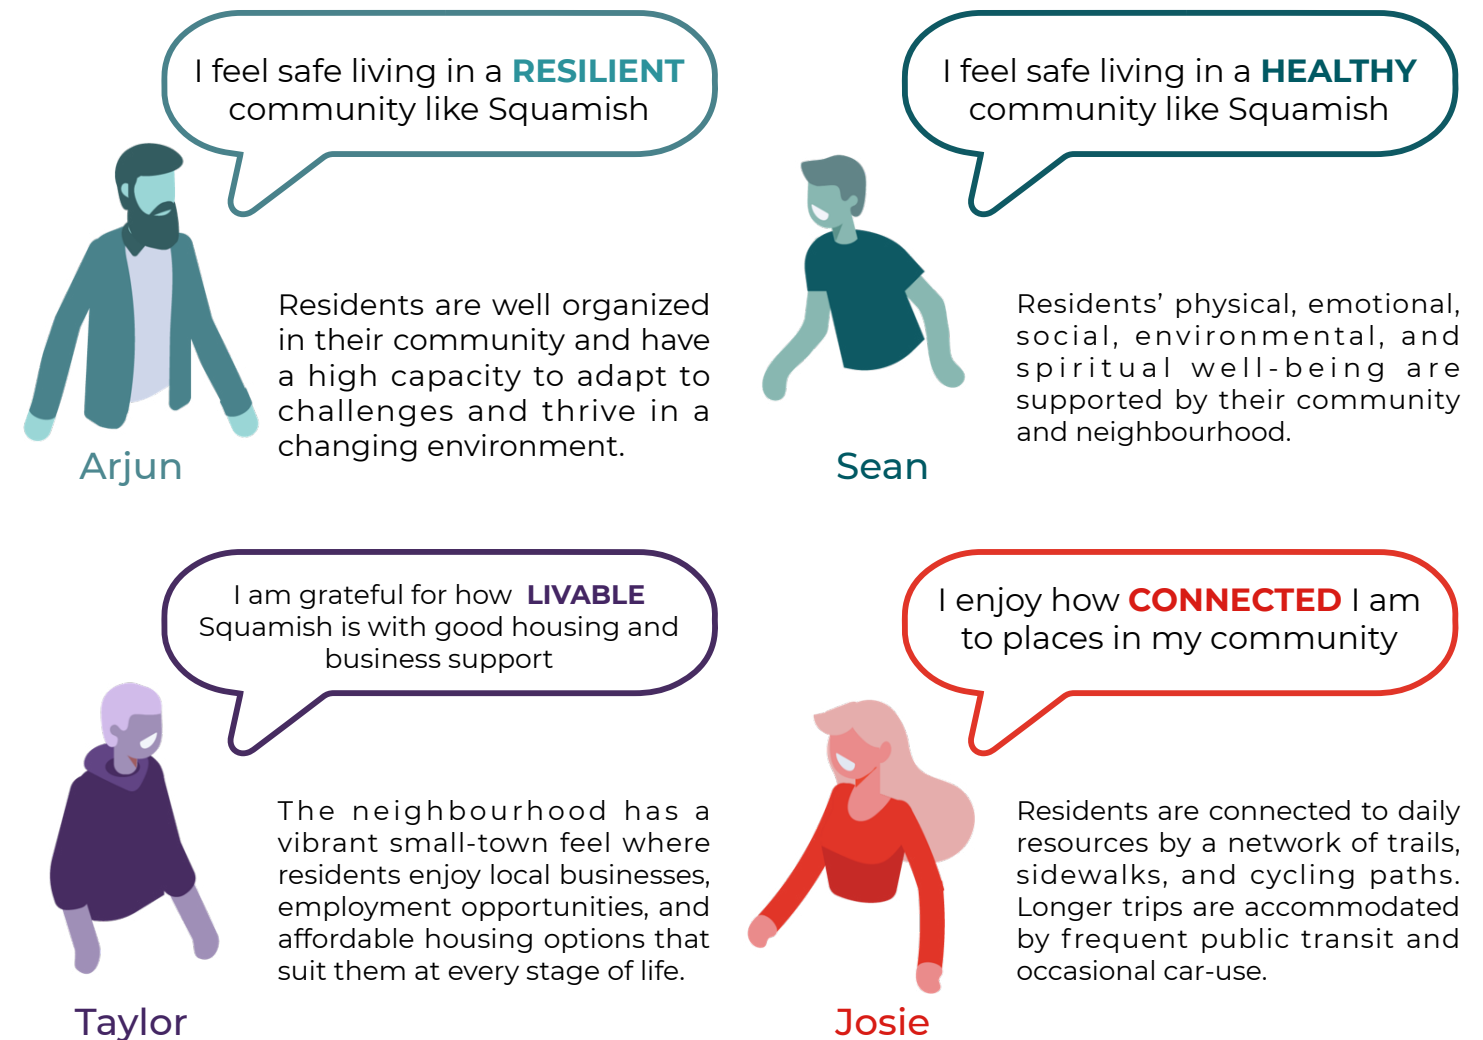 I feel safe living in a RESILIENT
community like Squamish
Residents are well organized
in their community and have
a high capacity to adapt to
challenges and thrive in a
changing environment.
Arjun
I feel safe living in a HEALTHY
community like Squamish
Residents’ physical, emotional,
social, environmental, and
spiritual well-being are
supported by their community
and neighbourhood.
Sean
I am grateful for how LIVABLE
Squamish is with good housing and
business support
The neighbourhood has a
vibrant small-town feel where
residents enjoy local businesses,
employment opportunities, and
affordable housing options that
suit them at every stage of life.
Taylor
I enjoy how CONNECTED I am
to places in my community
Residents are connected to daily
resources by a network of trails,
sidewalks, and cycling paths.
Longer trips are accommodated
by frequent public transit and
occasional car-use.
Josie